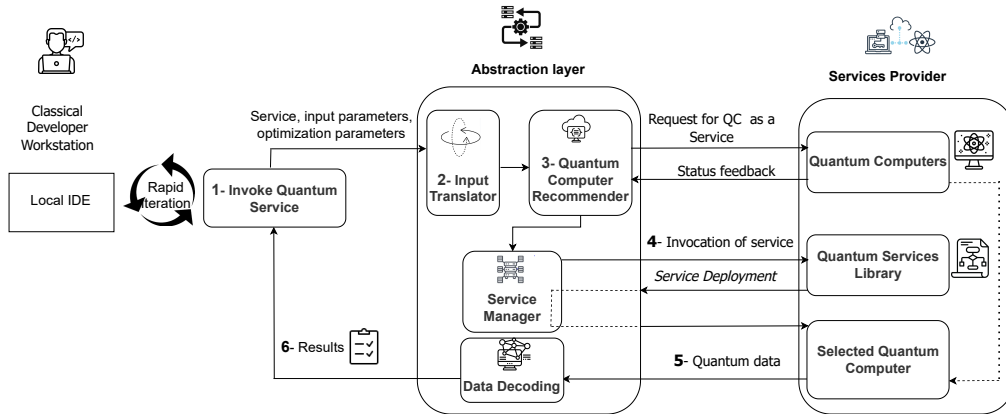 Abstraction layer
Services Provider
Classical
Developer
Workstation
Local IDE
Rapid
Iteration
1- Invoke Quantum
Service
Service, input parameters,
optimization parameters
2- Input
Translator
3- Quantum
Computer
Recommender
Request for QC as a
Service
Status feedback
Quantum Computers
4- Invocation of service
Service Deployment
Quantum Services
Library
Service
Manager
6- Results
Data Decoding
5- Quantum data
Selected Quantum
Computer